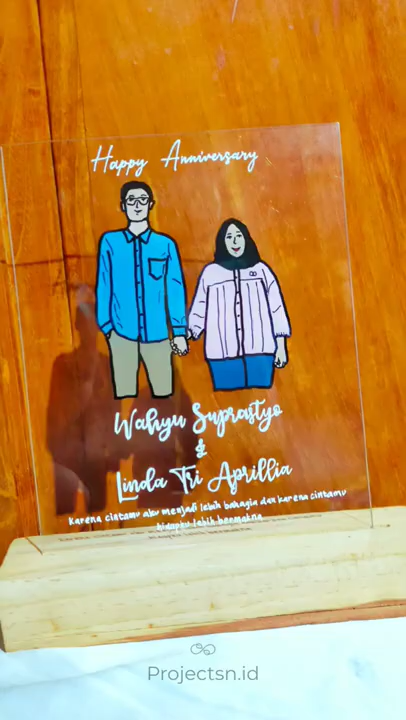 Happy Anniversary
Wahyu Suprastyo
&
Linda Tri Aprillia
Karena cintamu aku menjadi lebih bahagia dan karena cintamu
hidupku lebih bermakna
Projectsn.id